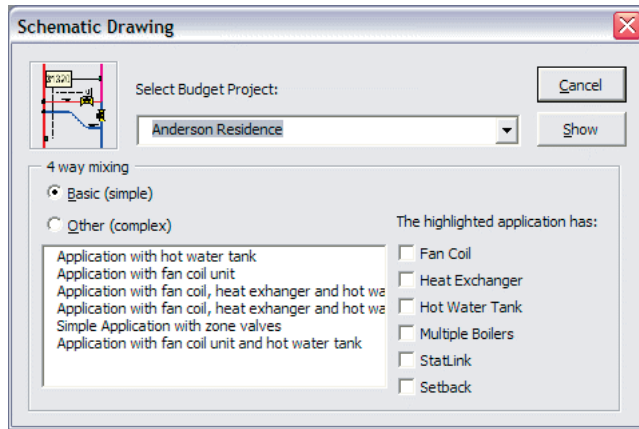 Schematic Drawing
Select Budget Project:
Cancel
Anderson Residence
Show
4 way mixing
Basic (simple)
Other (complex)
The highlighted application has:
Application with hot water tank
Application with fan coil unit
Application with fan coil, heat exhanger and hot wa
Application with fan coil, heat exhanger and hot wa
Simple Application with zone valves
Application with fan coil unit and hot water tank
Fan Coil
Heat Exchanger
Hot Water Tank
Multiple Boilers
StatLink
Setback